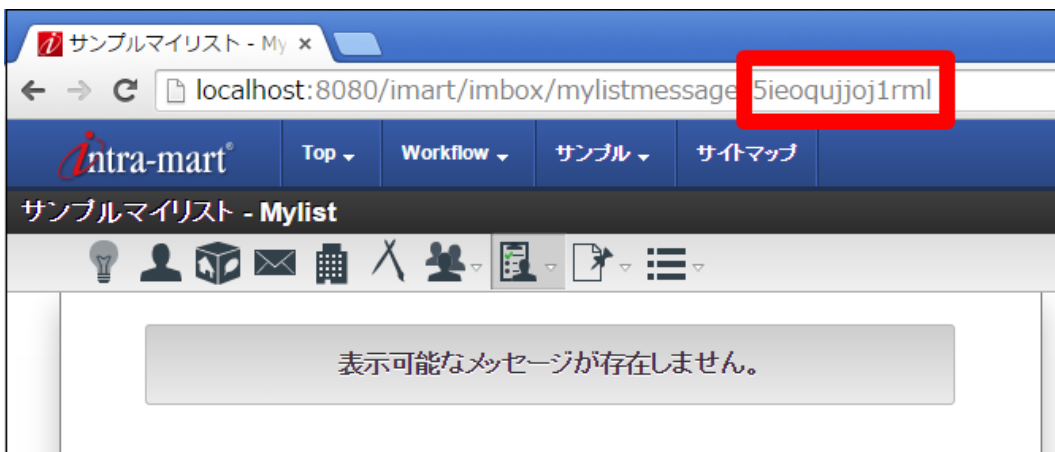 サンプルマイリスト - My
localhost:8080/imart/imbox/mylistmessage/5ieoqujjoj1rml
intra-mart® Top Workflow サンプル サイトマップ
サンプルマイリスト - Mylist
表示可能なメッセージが存在しません。